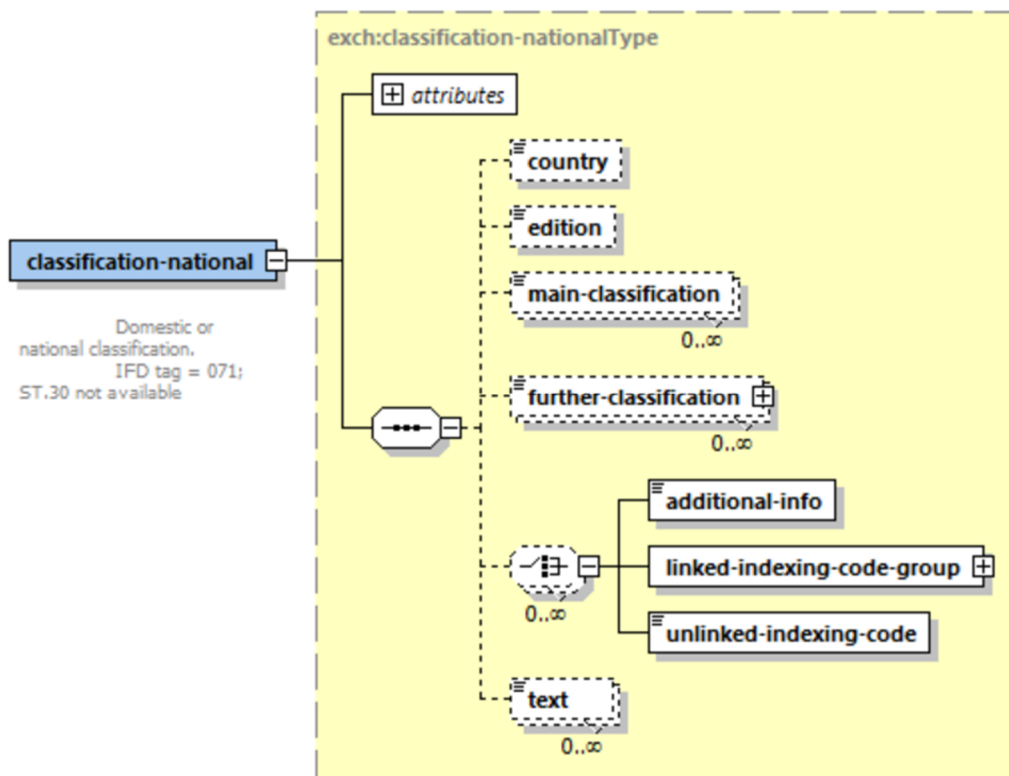 exch:classification-nationalType
attributes
country
edition
classification-national
main-classification
0..∞
Domestic or
national classification.
IFD tag = 071;
ST.30 not available
further-classification
0..∞
additional-info
linked-indexing-code-group
0..∞
unlinked-indexing-code
text
0..∞